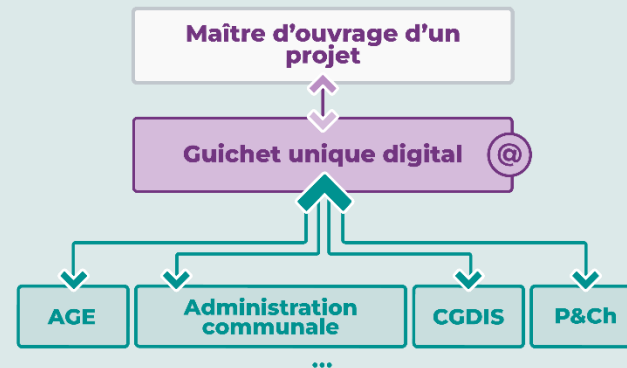 Maître d'ouvrage d'un
projet
Guichet unique digital @
AGE
Administration
communale
CGDIS
P&Ch
...